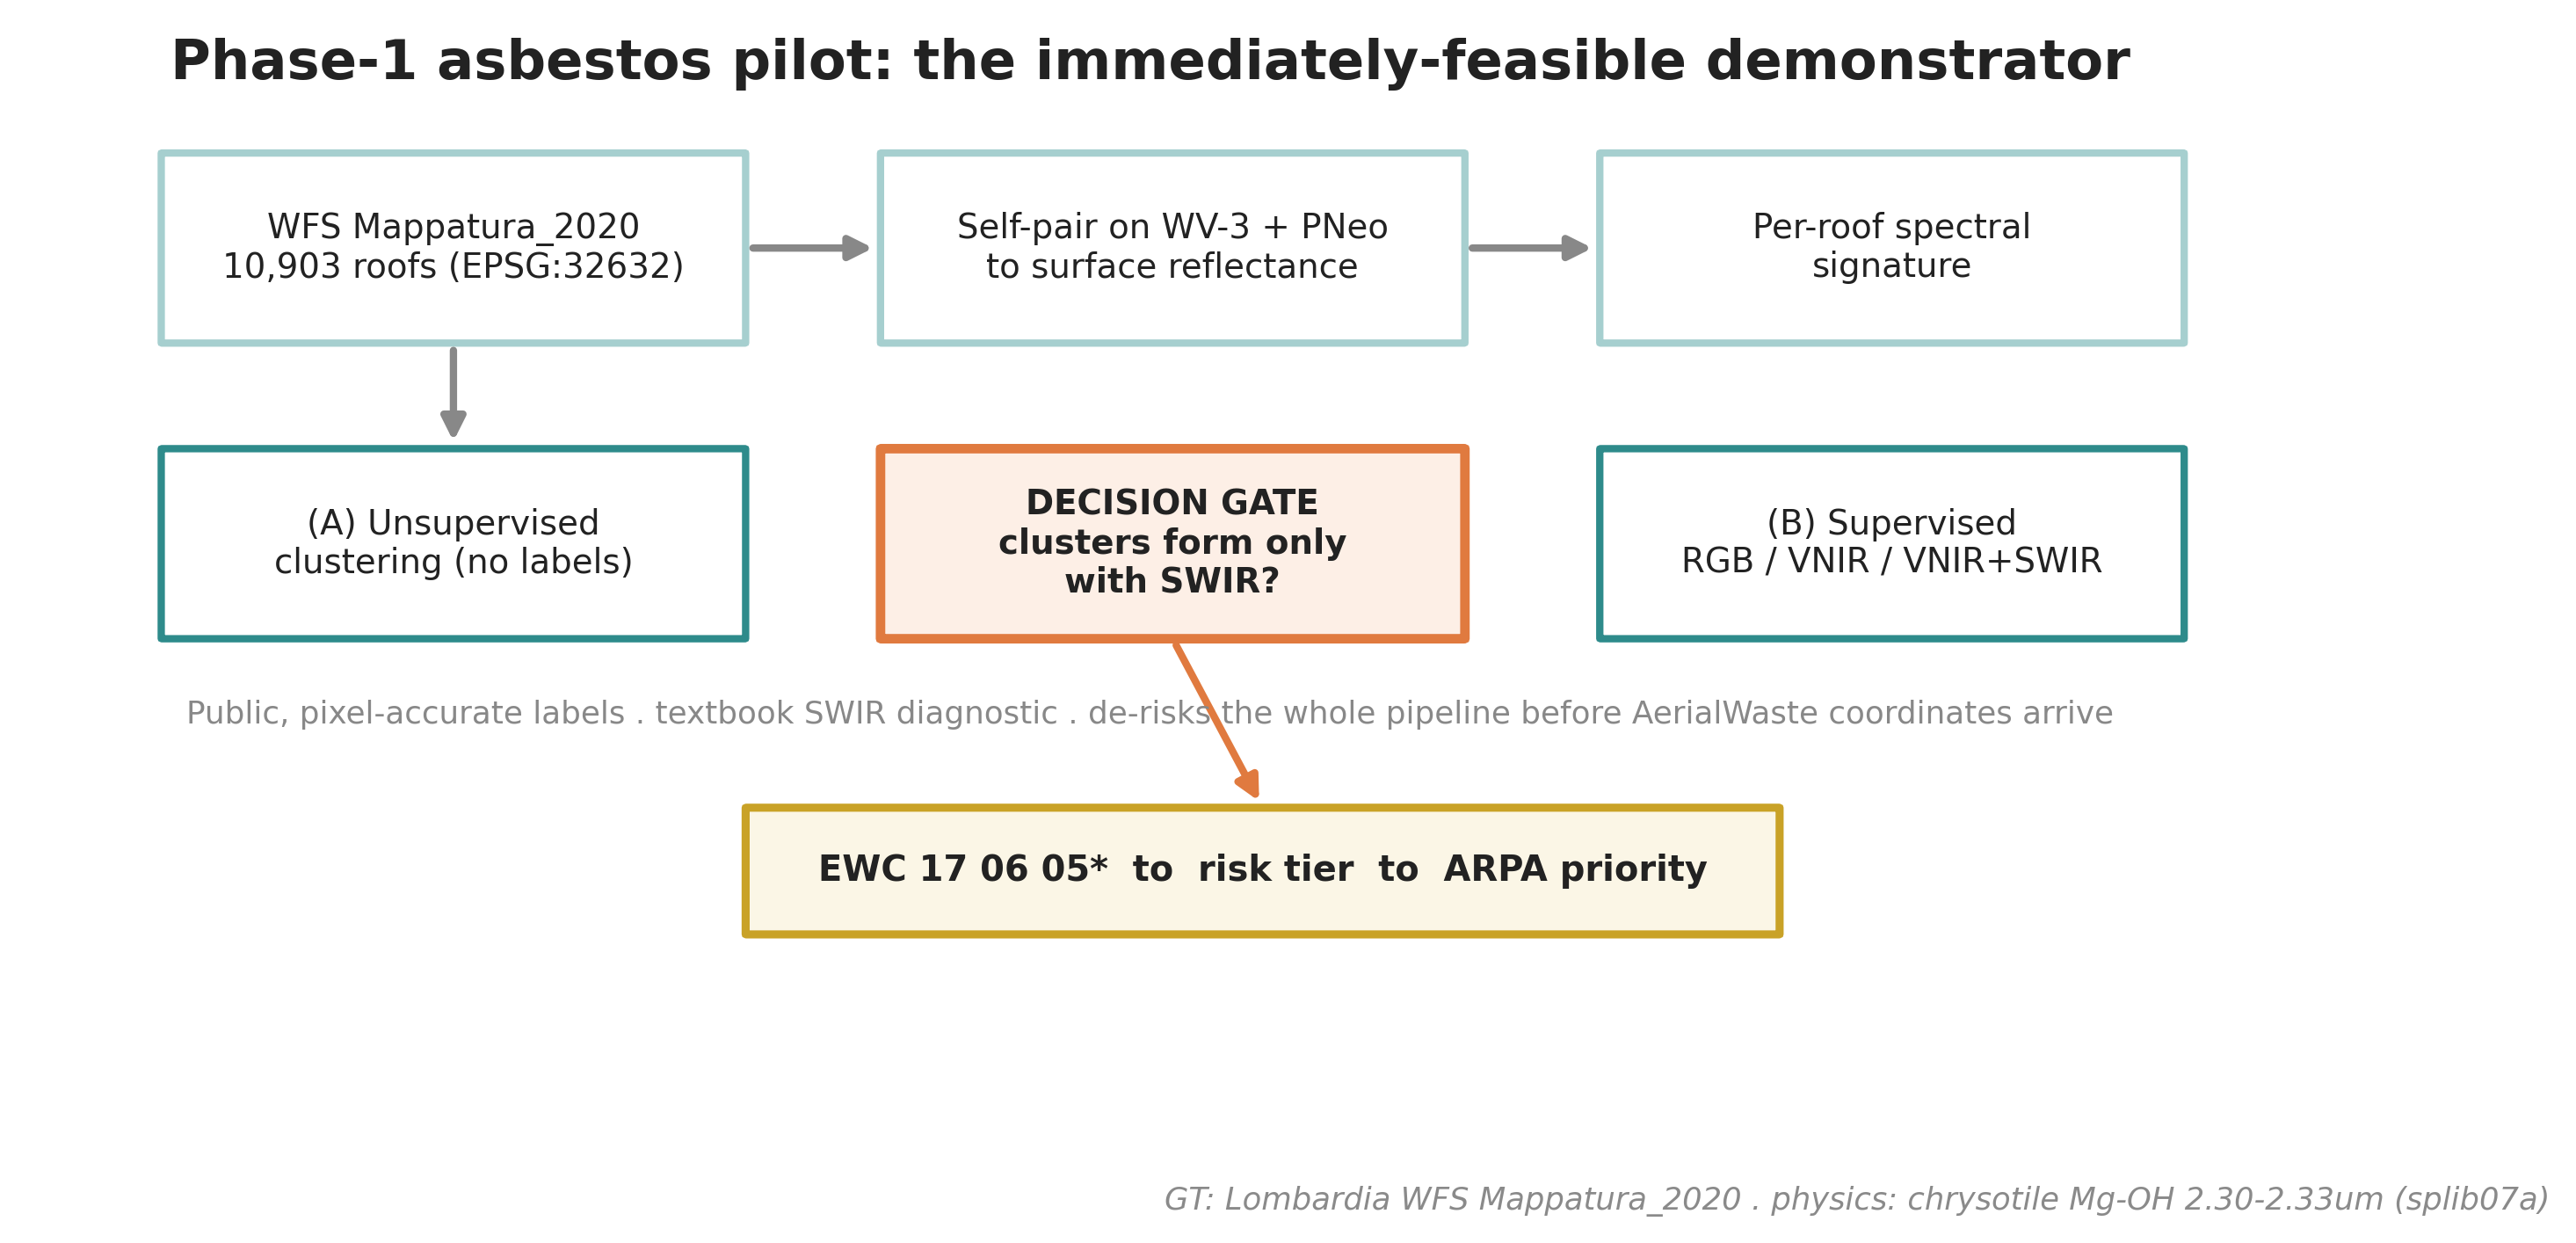 Phase-1 asbestos pilot: the immediately-feasible demonstrator
WFS Mappatura_2020
10,903 roofs (EPSG:32632)
Self-pair on WV-3 + PNeo
to surface reflectance
Per-roof spectral
signature
(A) Unsupervised
clustering (no labels)
DECISION GATE
clusters form only
with SWIR?
(B) Supervised
RGB / VNIR / VNIR+SWIR
Public, pixel-accurate labels . textbook SWIR diagnostic . de-risks the whole pipeline before AerialWaste coordinates arrive
EWC 17 06 05*  to  risk tier  to  ARPA priority
GT: Lombardia WFS Mappatura_2020 . physics: chrysotile Mg-OH 2.30-2.33um (splib07a)